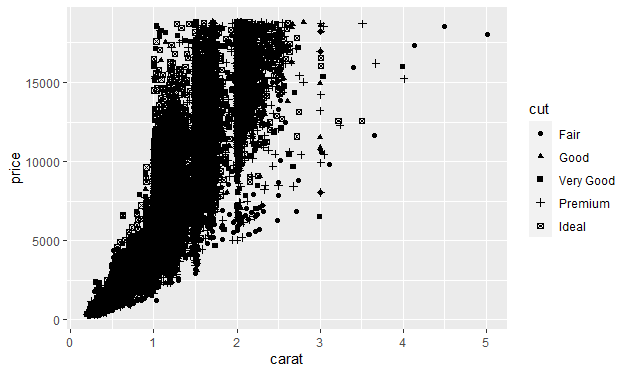 price
15000
10000
5000
0
0
1
2
3
4
5
carat
cut
Fair
Good
Very Good
Premium
Ideal